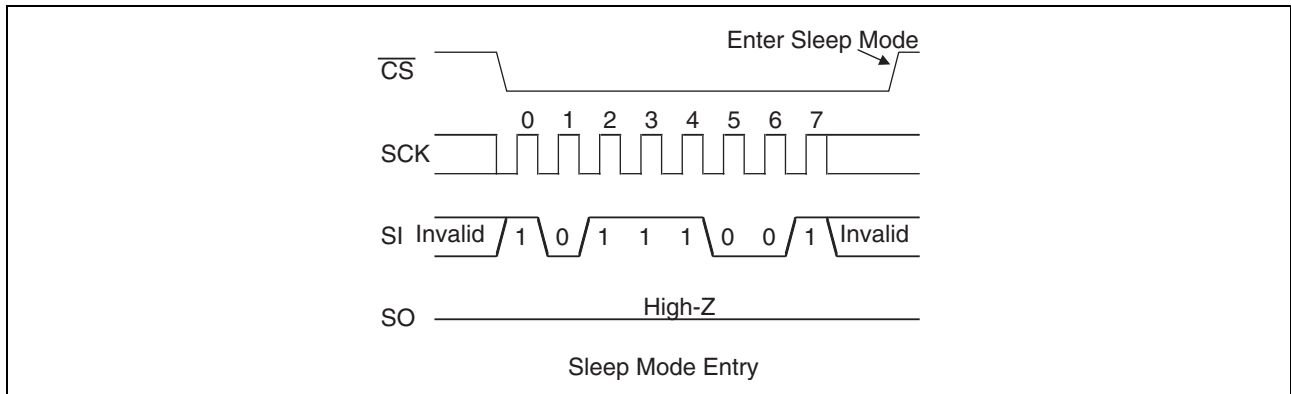 Enter Sleep Mode
CS
0 1 2 3 4 5 6 7
SCK
SI Invalid 1 0 1 1 1 0 0 1 Invalid
High-Z
SO
Sleep Mode Entry